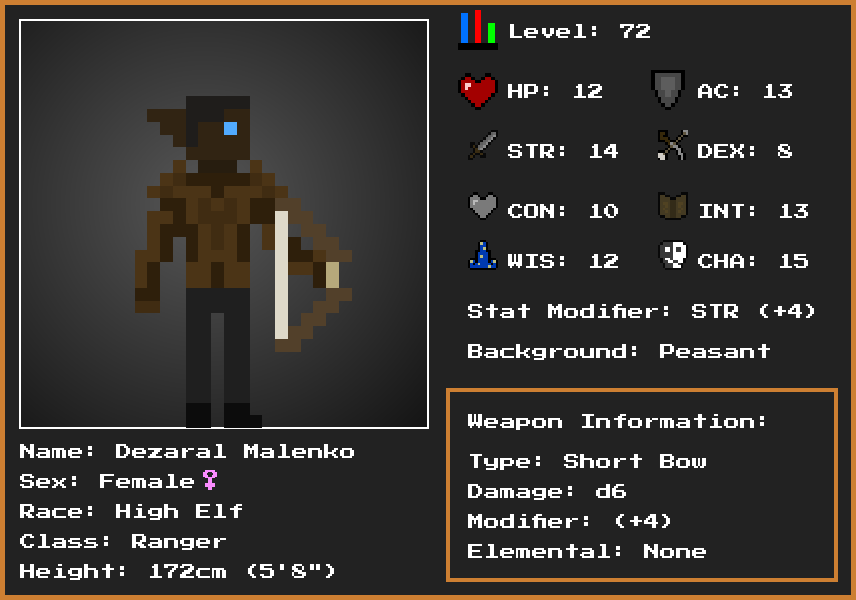 Level: 72
HP: 12 AC: 13
STR: 14 DEX: 8
CON: 10 INT: 13
WIS: 12 CHA: 15
Stat Modifier: STR (+4)
Background: Peasant
Weapon Information:
Type: Short Bow
Damage: d6
Modifier: (+4)
Elemental: None
Name: Dezaral Malenko
Sex: Female♀
Race: High Elf
Class: Ranger
Height: 172cm (5'8")